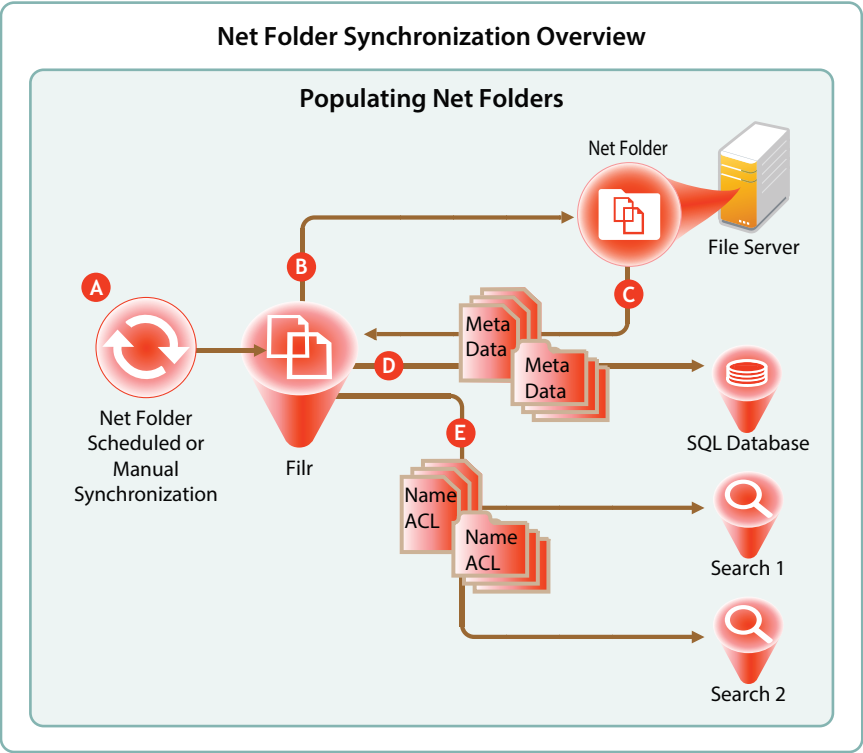 Net Folder Synchronization Overview
Populating Net Folders
Net Folder
File Server
A
B
C
Meta
Data
D
Meta
Data
Net Folder
Scheduled or
Manual
Synchronization
Filr
SQL Database
E
Name
ACL
Name
ACL
Search 1
Search 2